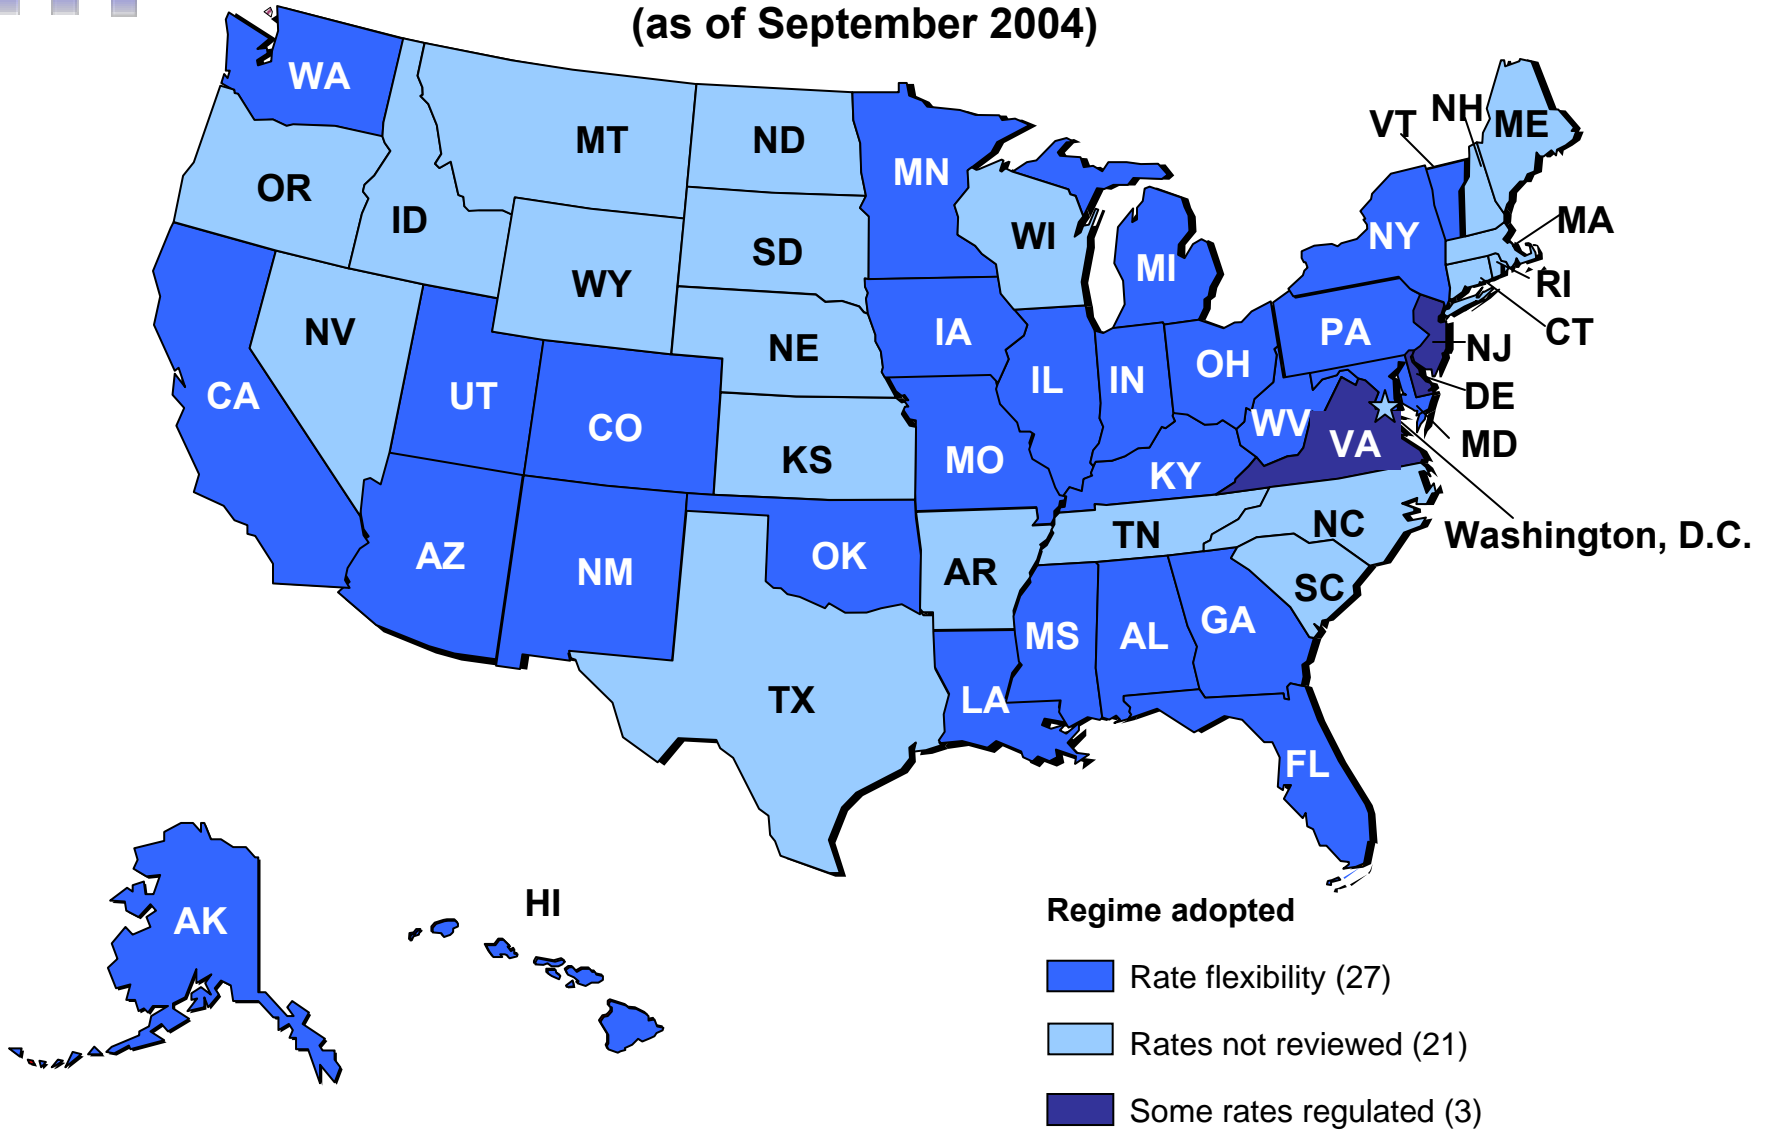 (as of September 2004)
WA
MT
ND
MN
VT
NH
ME
OR
ID
WY
SD
WI
MI
NY
MA
RI
CT
NV
NE
IA
PA
NJ
CA
UT
CO
KS
MO
IL
IN
OH
WV
VA
DE
MD
KY
Washington, D.C.
AZ
NM
OK
AR
TN
NC
SC
MS
AL
GA
TX
LA
FL
AK
HI
Regime adopted
Rate flexibility (27)
Rates not reviewed (21)
Some rates regulated (3)